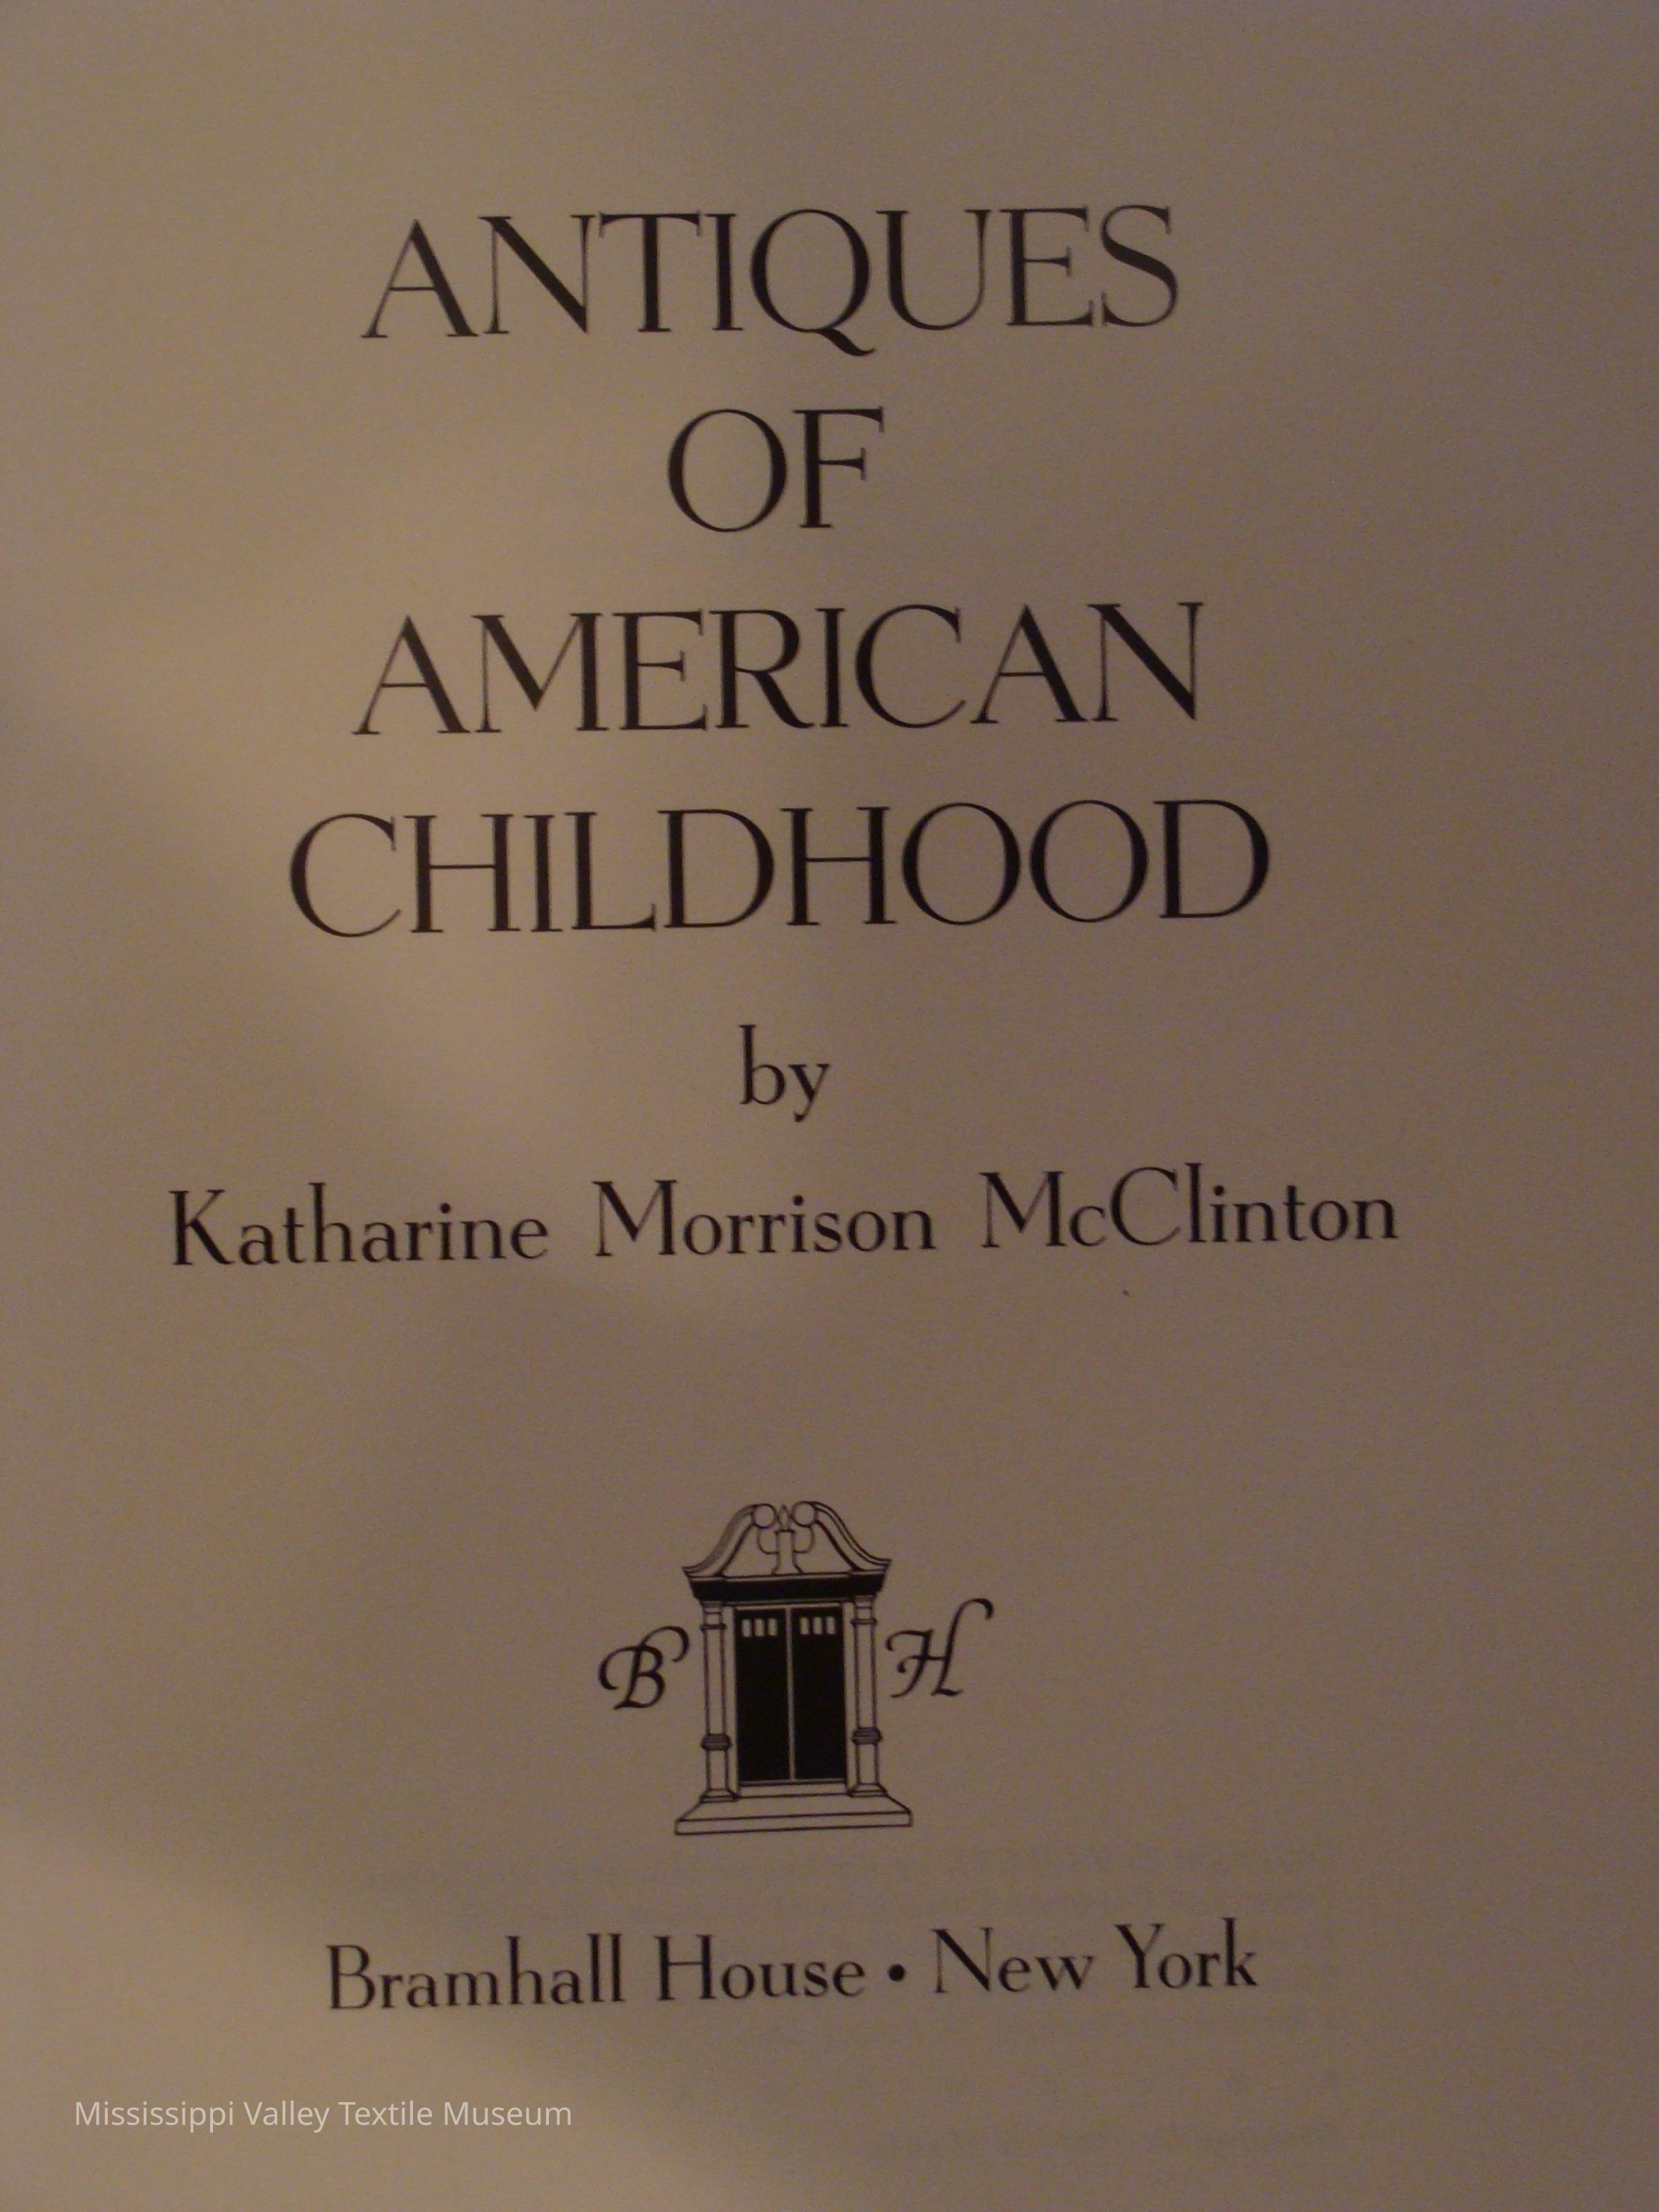 ANTIQUES
OF
AMERICAN
CHILDHOOD
by
Katharine Morrison McClinton
B H
Bramhall House • New York
Mississippi Valley Textile Museum